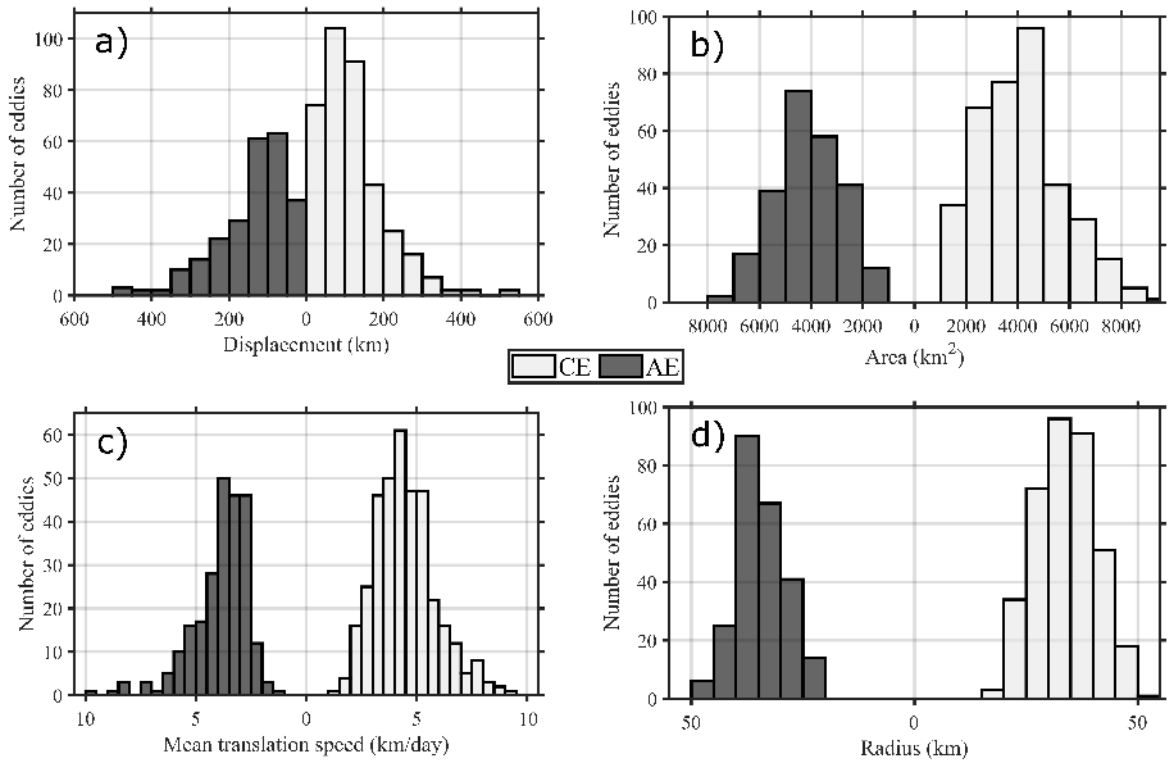 a)
Number of eddies
100
80
60
40
20
0
600 400 200 0 200 400 600
Displacement (km)
b)
Number of eddies
100
80
60
40
20
0
8000 6000 4000 2000 0 2000 4000 6000 8000
Area (km²)
CE AE
c)
Number of eddies
60
50
40
30
20
10
0
10 5 0 5 10
Mean translation speed (km/day)
d)
Number of eddies
100
80
60
40
20
0
50 0 50
Radius (km)